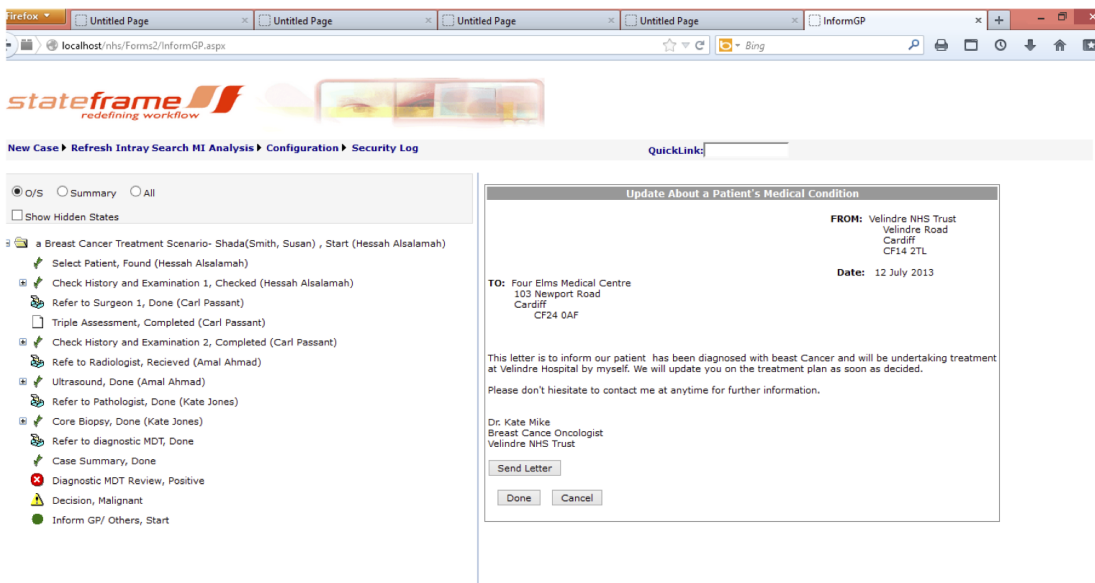 Firefox
Untitled Page
Untitled Page
Untitled Page
Untitled Page
InformGP
localhost/nhs/Forms2/InformGP.aspx
Bing
stateframe
redefining workflow
New Case Refresh Intray Search MI Analysis Configuration Security Log
QuickLink:
O/S Summary All
Show Hidden States
a Breast Cancer Treatment Scenario- Shada(Smith, Susan) , Start (Hessah Alsalamah)
Select Patient, Found (Hessah Alsalamah)
Check History and Examination 1, Checked (Hessah Alsalamah)
Refer to Surgeon 1, Done (Carl Passant)
Triple Assessment, Completed (Carl Passant)
Check History and Examination 2, Completed (Carl Passant)
Refe to Radiologist, Recieved (Amal Ahmad)
Ultrasound, Done (Amal Ahmad)
Refer to Pathologist, Done (Kate Jones)
Core Biopsy, Done (Kate Jones)
Refer to diagnostic MDT, Done
Case Summary, Done
Diagnostic MDT Review, Positive
Decision, Malignant
Inform GP/ Others, Start
Update About a Patient's Medical Condition
FROM: Velindre NHS Trust
Velindre Road
Cardiff
CF14 2TL
Date: 12 July 2013
TO: Four Elms Medical Centre
103 Newport Road
Cardiff
CF24 0AF
This letter is to inform our patient has been diagnosed with beast Cancer and will be undertaking treatment
at Velindre Hospital by myself. We will update you on the treatment plan as soon as decided.
Please don't hiesitate to contact me at anytime for further information.
Dr. Kate Mike
Breast Cance Oncologist
Velindre NHS Trust
Send Letter
Done Cancel